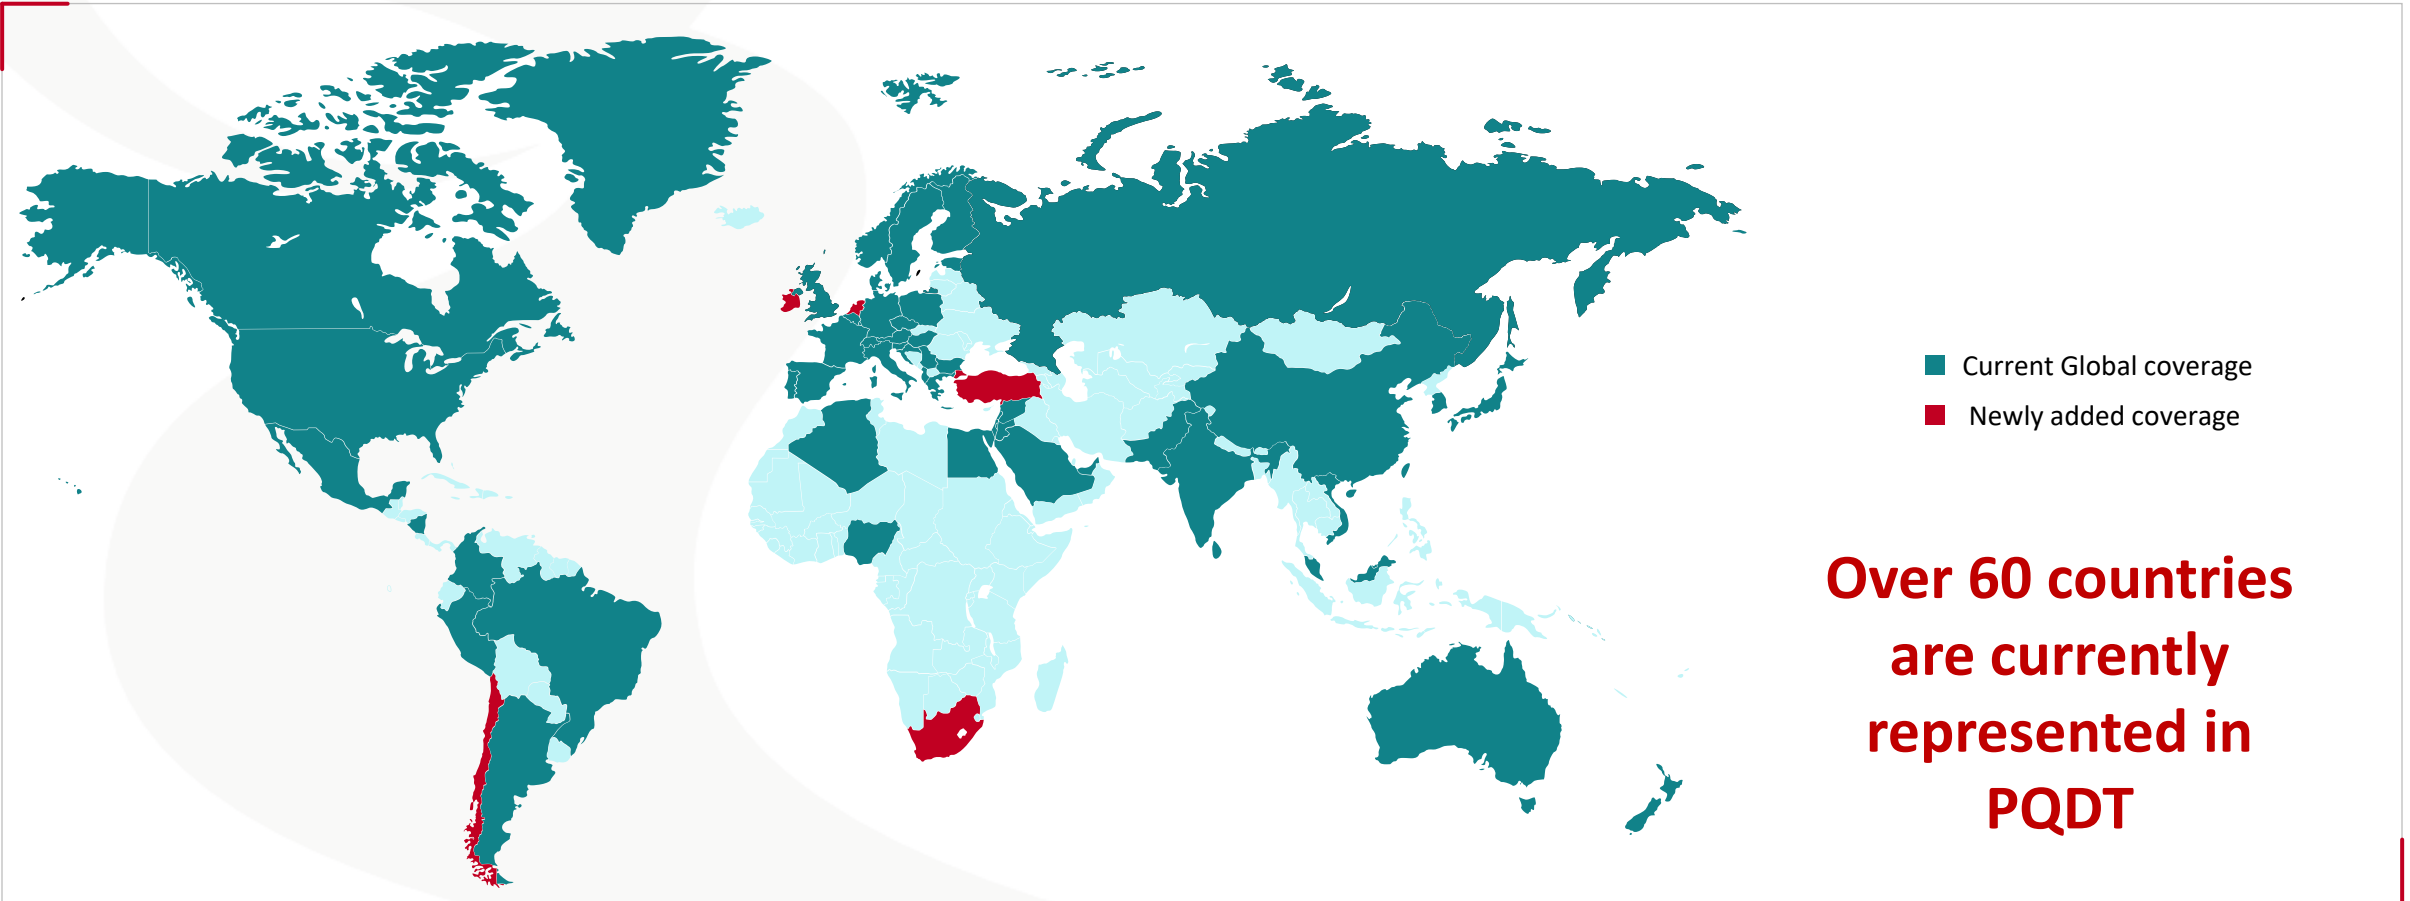 Current Global coverage
Newly added coverage
Over 60 countries
are currently
represented in
PQDT